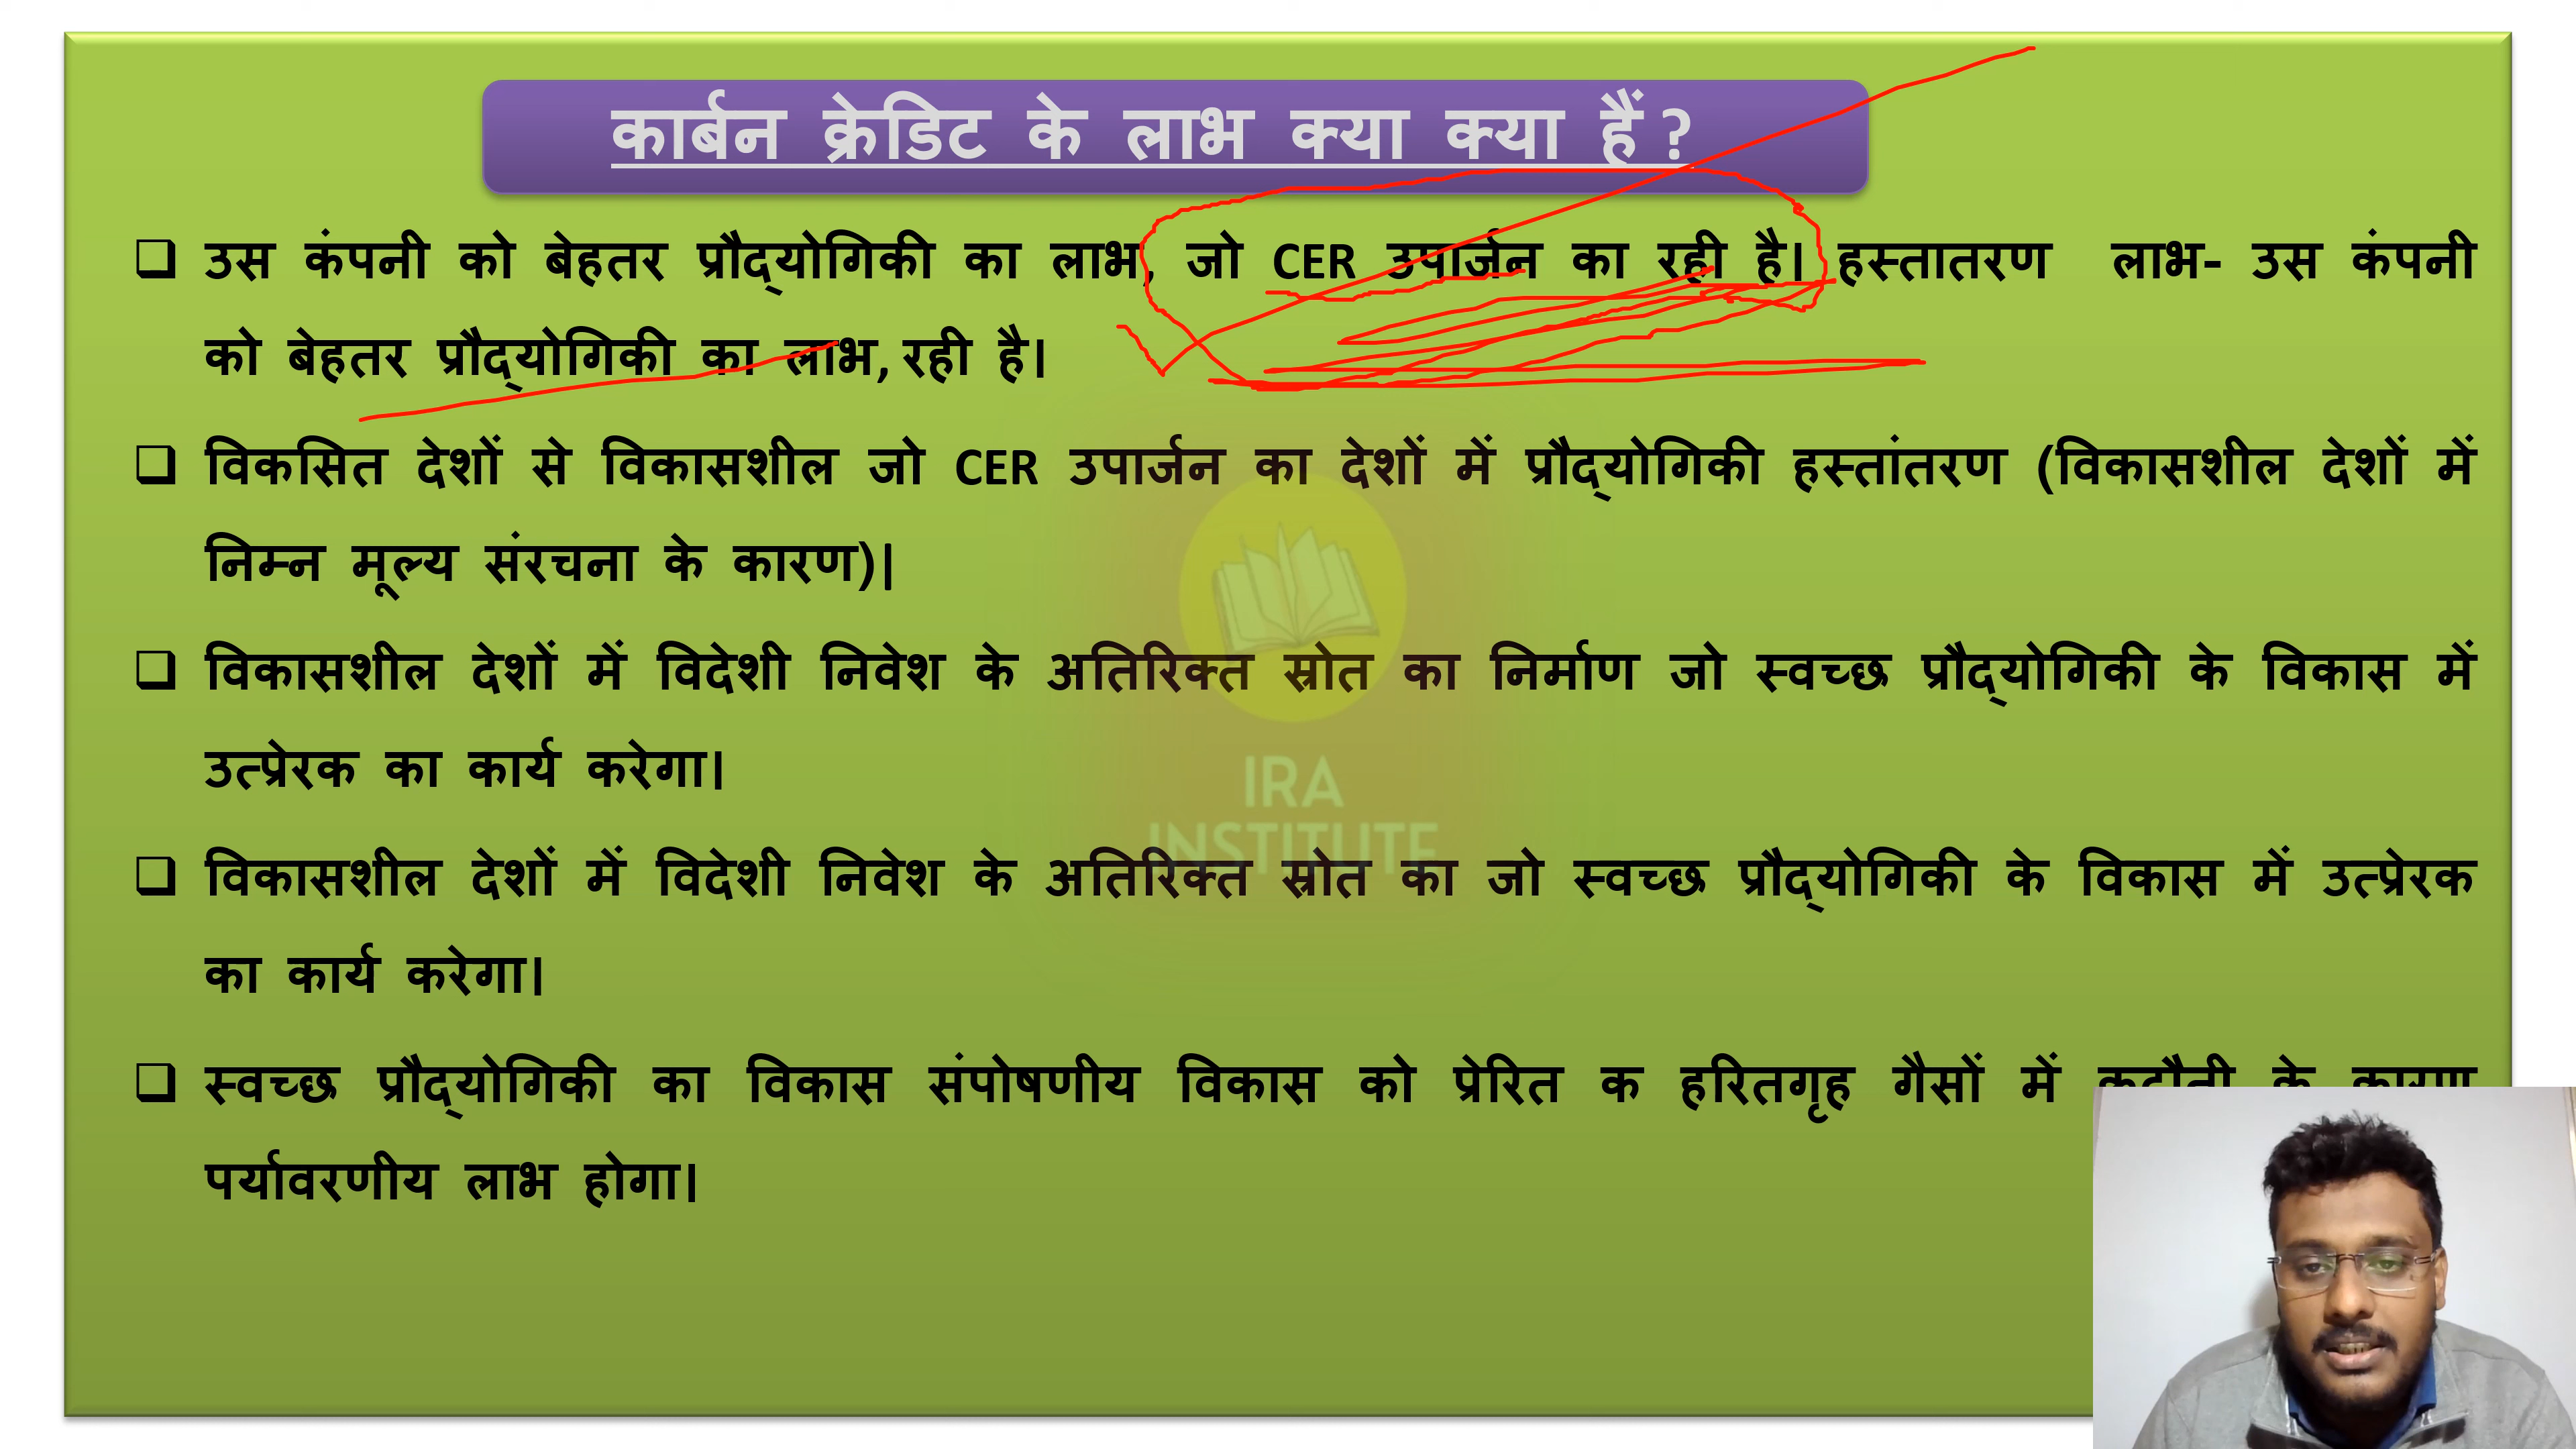 कार्बन क्रेडिट के लाभ क्या क्या हैं ?
❑ उस कंपनी को बेहतर प्रौद्योगिकी का लाभ, जो CER उपार्जन का रही है। हस्तातरण लाभ- उस कंपनी
को बेहतर प्रौद्योगिकी का लाभ, रही है।
❑ विकसित देशों से विकासशील जो CER उपार्जन का देशों में प्रौद्योगिकी हस्तांतरण (विकासशील देशों में
निम्न मूल्य संरचना के कारण)|
❑ विकासशील देशों में विदेशी निवेश के अतिरिक्त स्रोत का निर्माण जो स्वच्छ प्रौद्योगिकी के विकास में
उत्प्रेरक का कार्य करेगा।
❑ विकासशील देशों में विदेशी निवेश के अतिरिक्त स्रोत का जो स्वच्छ प्रौद्योगिकी के विकास में उत्प्रेरक
का कार्य करेगा।
❑ स्वच्छ प्रौद्योगिकी का विकास संपोषणीय विकास को प्रेरित क हरितगृह गैसों में कटौती के कारण
पर्यावरणीय लाभ होगा।
IRA
INSTITUTE